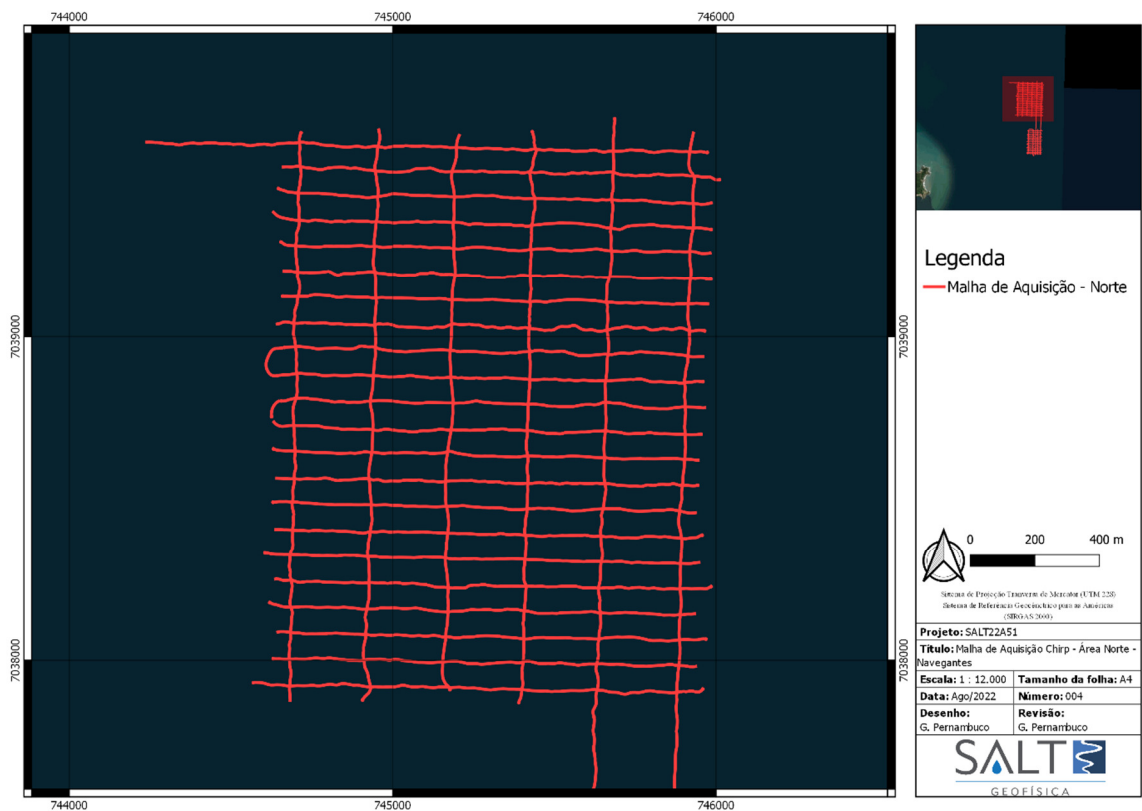 744000 745000 746000
7039000 7039000
7038000 7038000
744000 745000 746000
Legenda
Malha de Aquisição - Norte
0 200 400 m
Sistema de Projeção Tranverso de Mercator (UTM 22S)
Sistema de Referência Geocêntrico para as Américas
(SIRGAS 2000)
Projeto: SALT22A51
Título: Malha de Aquisição Chirp - Área Norte -
Navegantes
Escala: 1 : 12.000 Tamanho da folha: A4
Data: Ago/2022 Número: 004
Desenho: Revisão:
G. Pernambuco G. Pernambuco
SALT
GEOFÍSICA